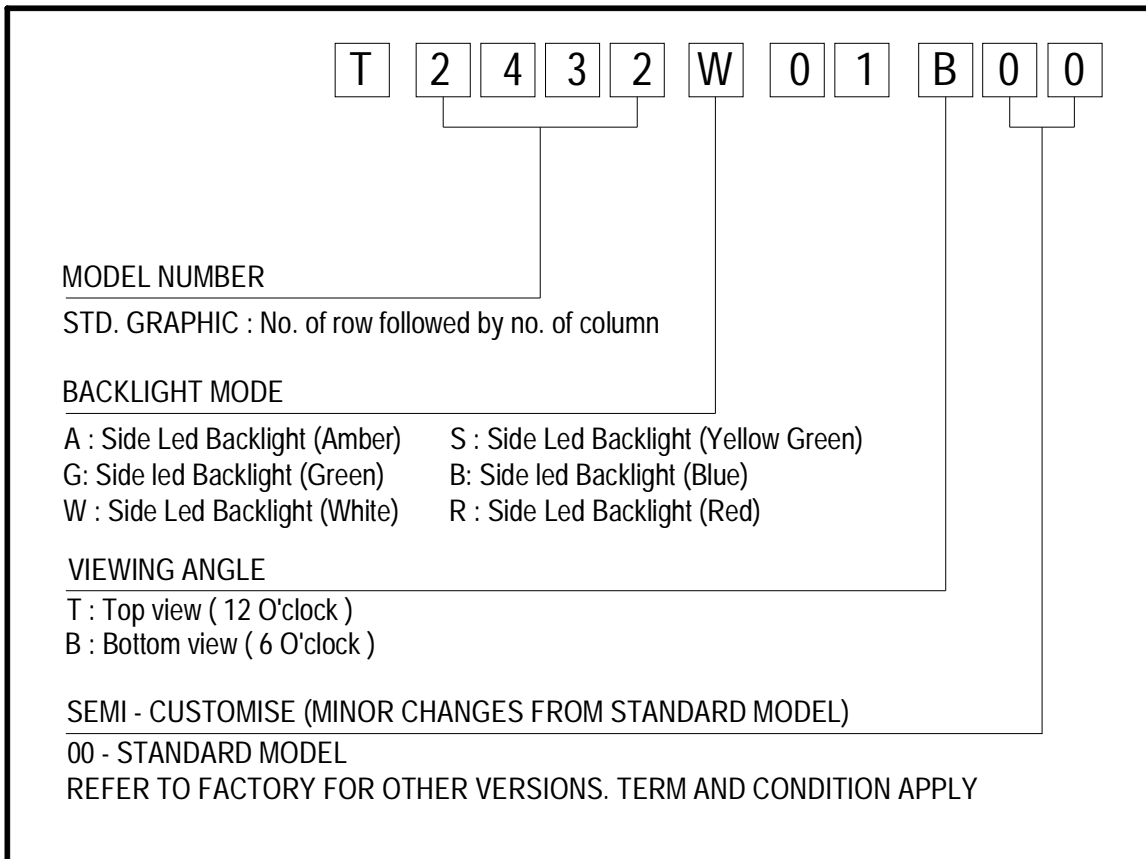 T 2 4 3 2 W 0 1 B 0 0
MODEL NUMBER
STD. GRAPHIC : No. of row followed by no. of column
BACKLIGHT MODE
A : Side Led Backlight (Amber) S : Side Led Backlight (Yellow Green)
G: Side led Backlight (Green) B: Side led Backlight (Blue)
W : Side Led Backlight (White) R : Side Led Backlight (Red)
VIEWING ANGLE
T : Top view ( 12 O'clock )
B : Bottom view ( 6 O'clock )
SEMI - CUSTOMISE (MINOR CHANGES FROM STANDARD MODEL)
00 - STANDARD MODEL
REFER TO FACTORY FOR OTHER VERSIONS. TERM AND CONDITION APPLY